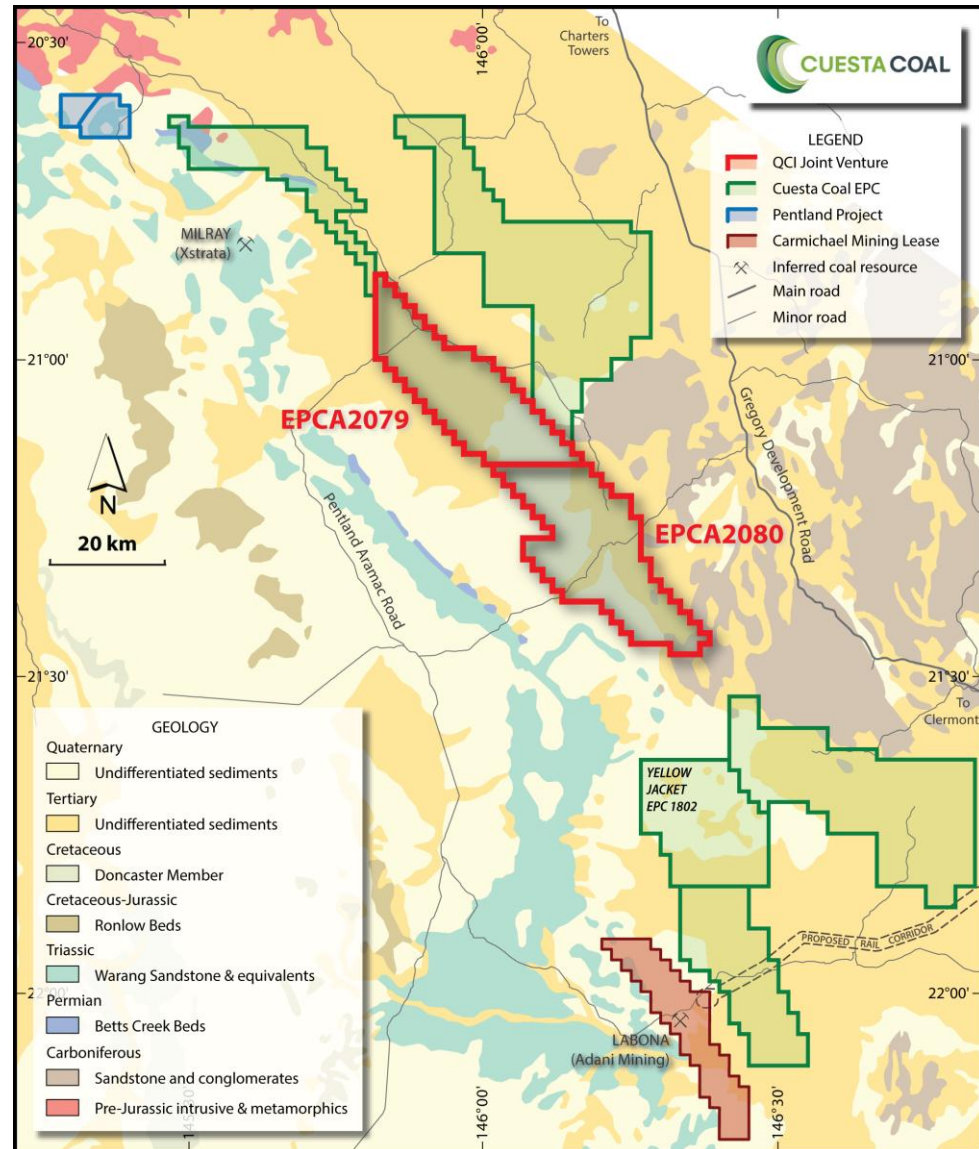 20°30'
146°00'
To
Charters
Towers
CUESTA COAL
LEGEND
QCI Joint Venture
Cuesta Coal EPC
Pentland Project
Carmichael Mining Lease
Inferred coal resource
Main road
Minor road
MILRAY
(Xstrata)
21°00'
21°00'
EPCA2079
Gregory Development Road
N
20 km
Pentland Aramac Road
EPCA2080
21°30'
21°30'
To
Clermont
GEOLOGY
Quaternary
Undifferentiated sediments
Tertiary
Undifferentiated sediments
Cretaceous
Doncaster Member
Cretaceous-Jurassic
Ronlow Beds
Triassic
Warang Sandstone & equivalents
Permian
Betts Creek Beds
Carboniferous
Sandstone and conglomerates
Pre-Jurassic intrusive & metamorphics
YELLOW
JACKET
EPC 1802
PROPOSED RAIL CORRIDOR
22°00'
LABONA
(Adani Mining)
145°30'
146°00'
146°30'